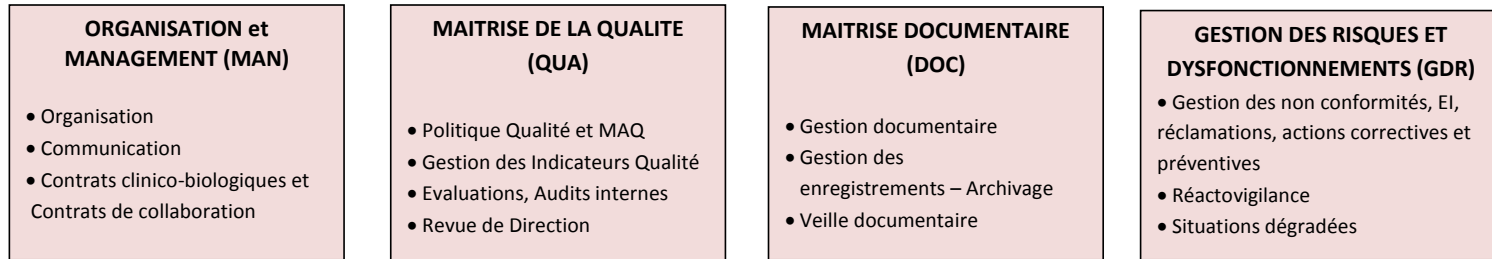 ORGANISATION et
MANAGEMENT (MAN)
• Organisation
• Communication
• Contrats clinico-biologiques et
Contrats de collaboration
MAITRISE DE LA QUALITE
(QUA)
• Politique Qualité et MAQ
• Gestion des Indicateurs Qualité
• Evaluations, Audits internes
• Revue de Direction
MAITRISE DOCUMENTAIRE
(DOC)
• Gestion documentaire
• Gestion des
enregistrements – Archivage
• Veille documentaire
GESTION DES RISQUES ET
DYSFONCTIONNEMENTS (GDR)
• Gestion des non conformités, EI,
réclamations, actions correctives et
préventives
• Réactovigilance
• Situations dégradées